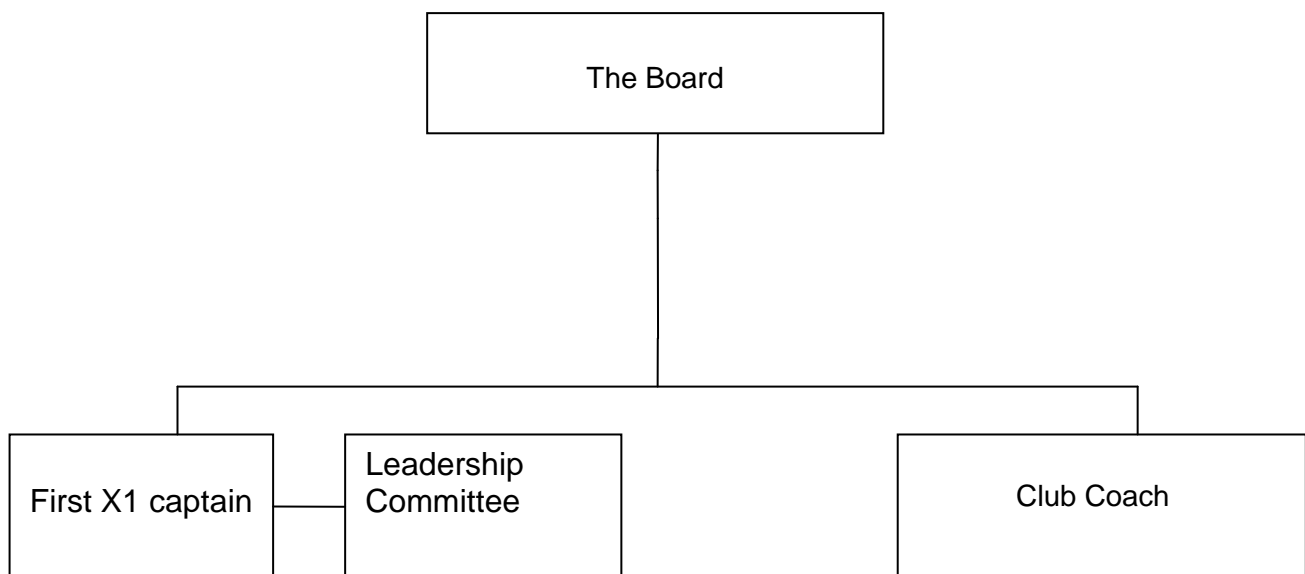 The Board
First X1 captain
Leadership
Committee
Club Coach